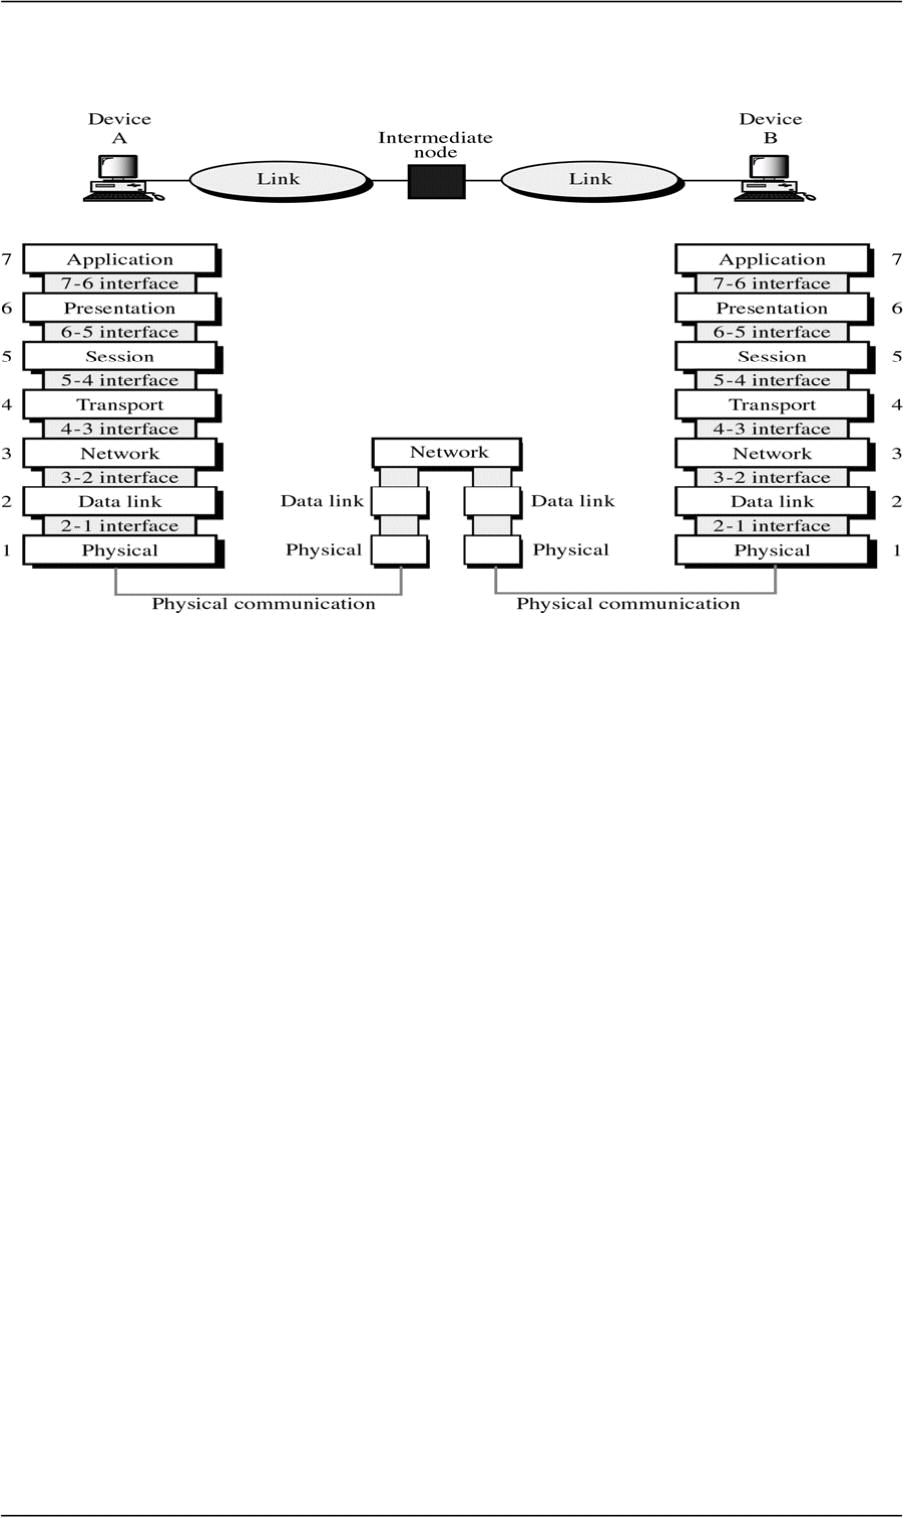 Device
A
Intermediate
node
Device
B
Link
Link
7 Application
7-6 interface
6 Presentation
6-5 interface
5 Session
5-4 interface
4 Transport
4-3 interface
3 Network
3-2 interface
2 Data link
2-1 interface
1 Physical
Network
Data link
Data link
Physical
Physical
Application 7
7-6 interface
Presentation 6
6-5 interface
Session 5
5-4 interface
Transport 4
4-3 interface
Network 3
3-2 interface
Data link 2
2-1 interface
Physical 1
Physical communication
Physical communication